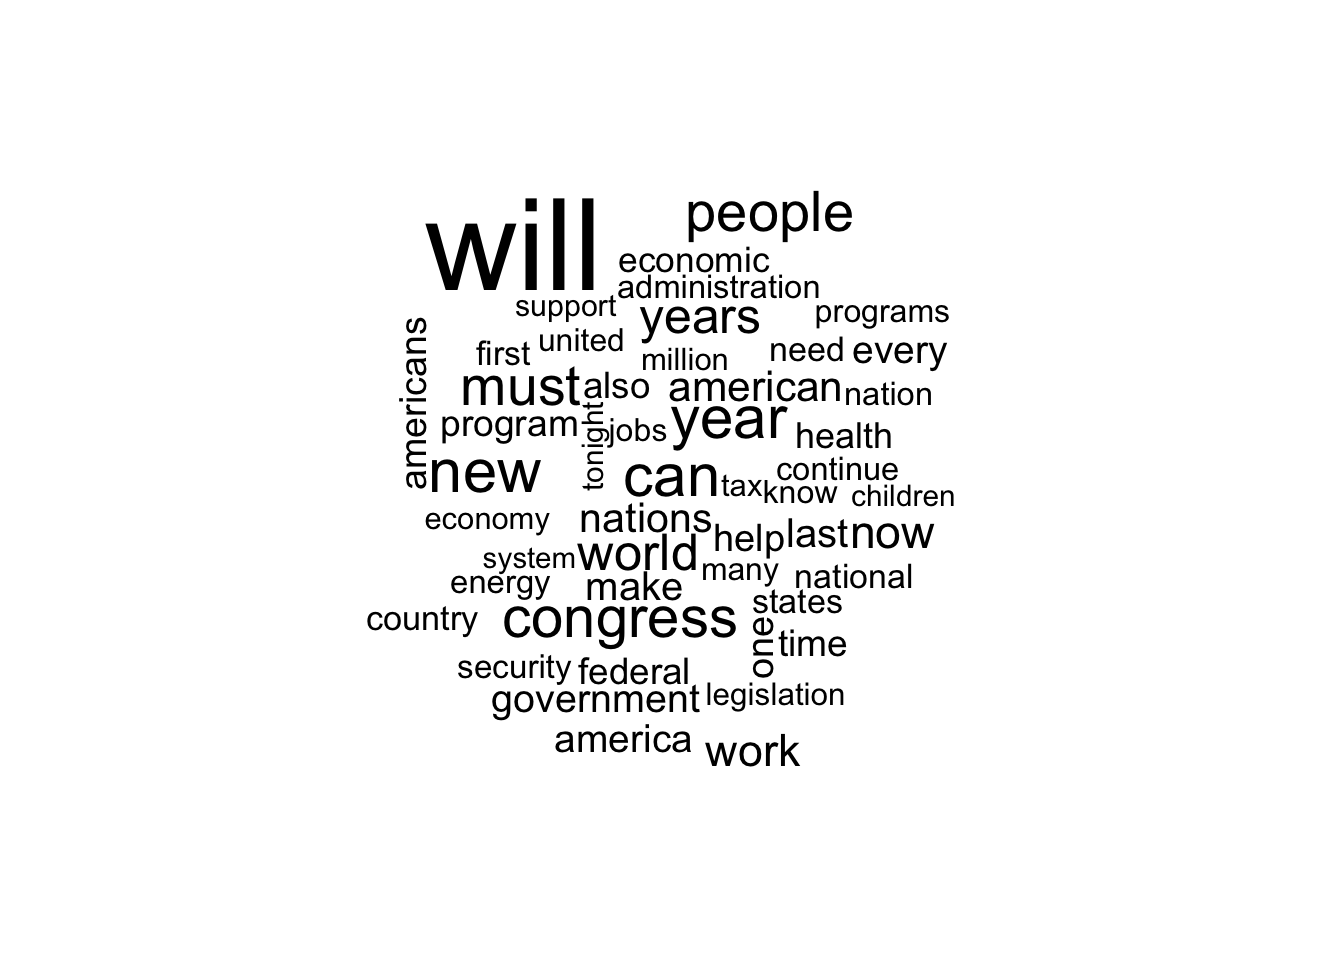 will
people
economic
administration
support
years
programs
americans
first
united
million
need
every
must
also
american
nation
program
tonight
jobs
year
health
new
can
tax
continue
know
children
economy
nations
help
last
now
system
world
many
national
energy
make
states
country
congress
one
time
security
federal
government
legislation
america
work